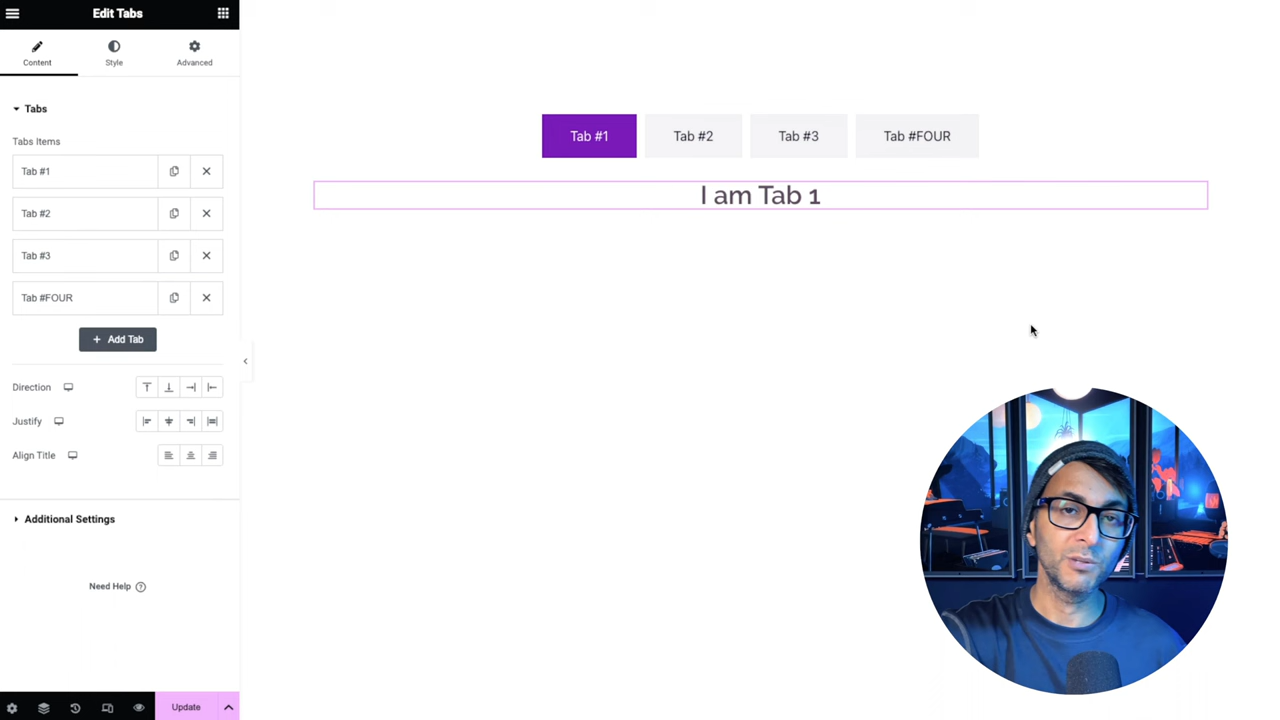 Edit Tabs
Content
Style
Advanced
Tabs
Tabs Items
Tab #1
Tab #2
Tab #3
Tab #FOUR
+ Add Tab
Direction
Justify
Align Title
Additional Settings
Need Help ?
Update
Tab #1
Tab #2
Tab #3
Tab #FOUR
I am Tab 1